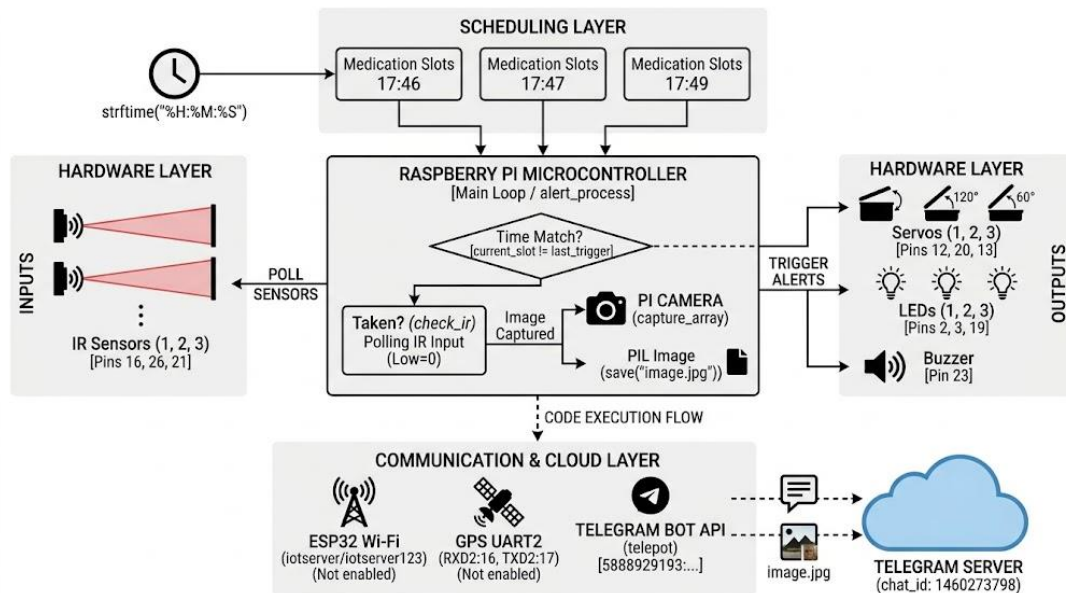 SCHEDULING LAYER
Medication Slots
17:46
Medication Slots
17:47
Medication Slots
17:49
strftime("%H:%M:%S")
HARDWARE LAYER
INPUTS
IR Sensors (1, 2, 3)
[Pins 16, 26, 21]
POLL
SENSORS
RASPBERRY PI MICROCONTROLLER
[Main Loop / alert_process]
Time Match?
[current_slot != last_trigger]
Taken? (check_ir)
Polling IR Input
(Low=0)
Image
Captured
PI CAMERA
(capture_array)
PIL Image
(save("image.jpg"))
TRIGGER
ALERTS
HARDWARE LAYER
120°
60°
Servos (1, 2, 3)
[Pins 12, 20, 13]
LEDs (1, 2, 3)
[Pins 2, 3, 19]
Buzzer
[Pin 23]
OUTPUTS
CODE EXECUTION FLOW
COMMUNICATION & CLOUD LAYER
ESP32 Wi-Fi
(iotserver/iotserver123)
(Not enabled)
GPS UART2
(RXD2:16, TXD2:17)
(Not enabled)
TELEGRAM BOT API
(telepot)
[5888929193:...]
image.jpg
TELEGRAM SERVER
(chat_id: 1460273798)